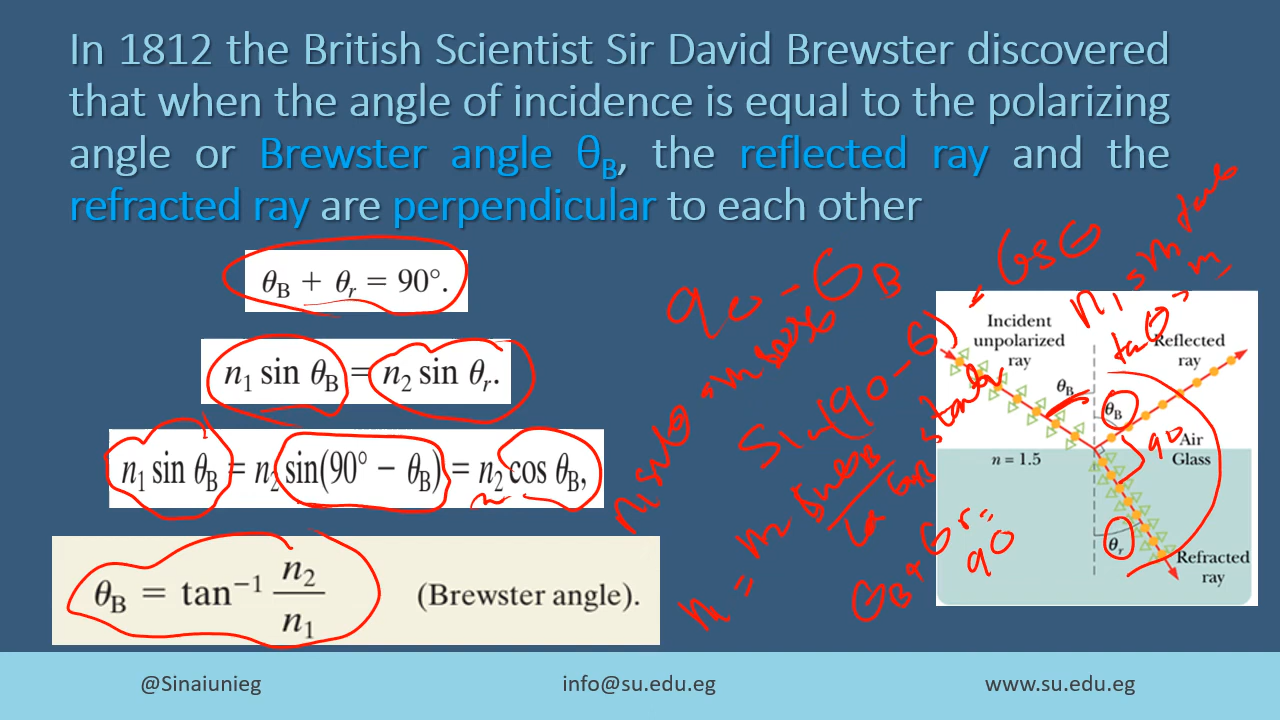 In 1812 the British Scientist Sir David Brewster discovered
that when the angle of incidence is equal to the polarizing
angle or Brewster angle θB, the reflected ray and the
refracted ray are perpendicular to each other
θB + θr = 90°.
n1 sin θB = n2 sin θr.
n1 sin θB = n2 sin(90° − θB) = n2 cos θB,
θB = tan−1 n2/n1 (Brewster angle).
90 - θB
Sin(90 - θ) = Cosθ
θB + θr = 90
Incident
unpolarized
ray
Reflected
ray
θB
θB
90
Air
Glass
n = 1.5
θr
Refracted
ray
@Sinaiunieg
info@su.edu.eg
www.su.edu.eg